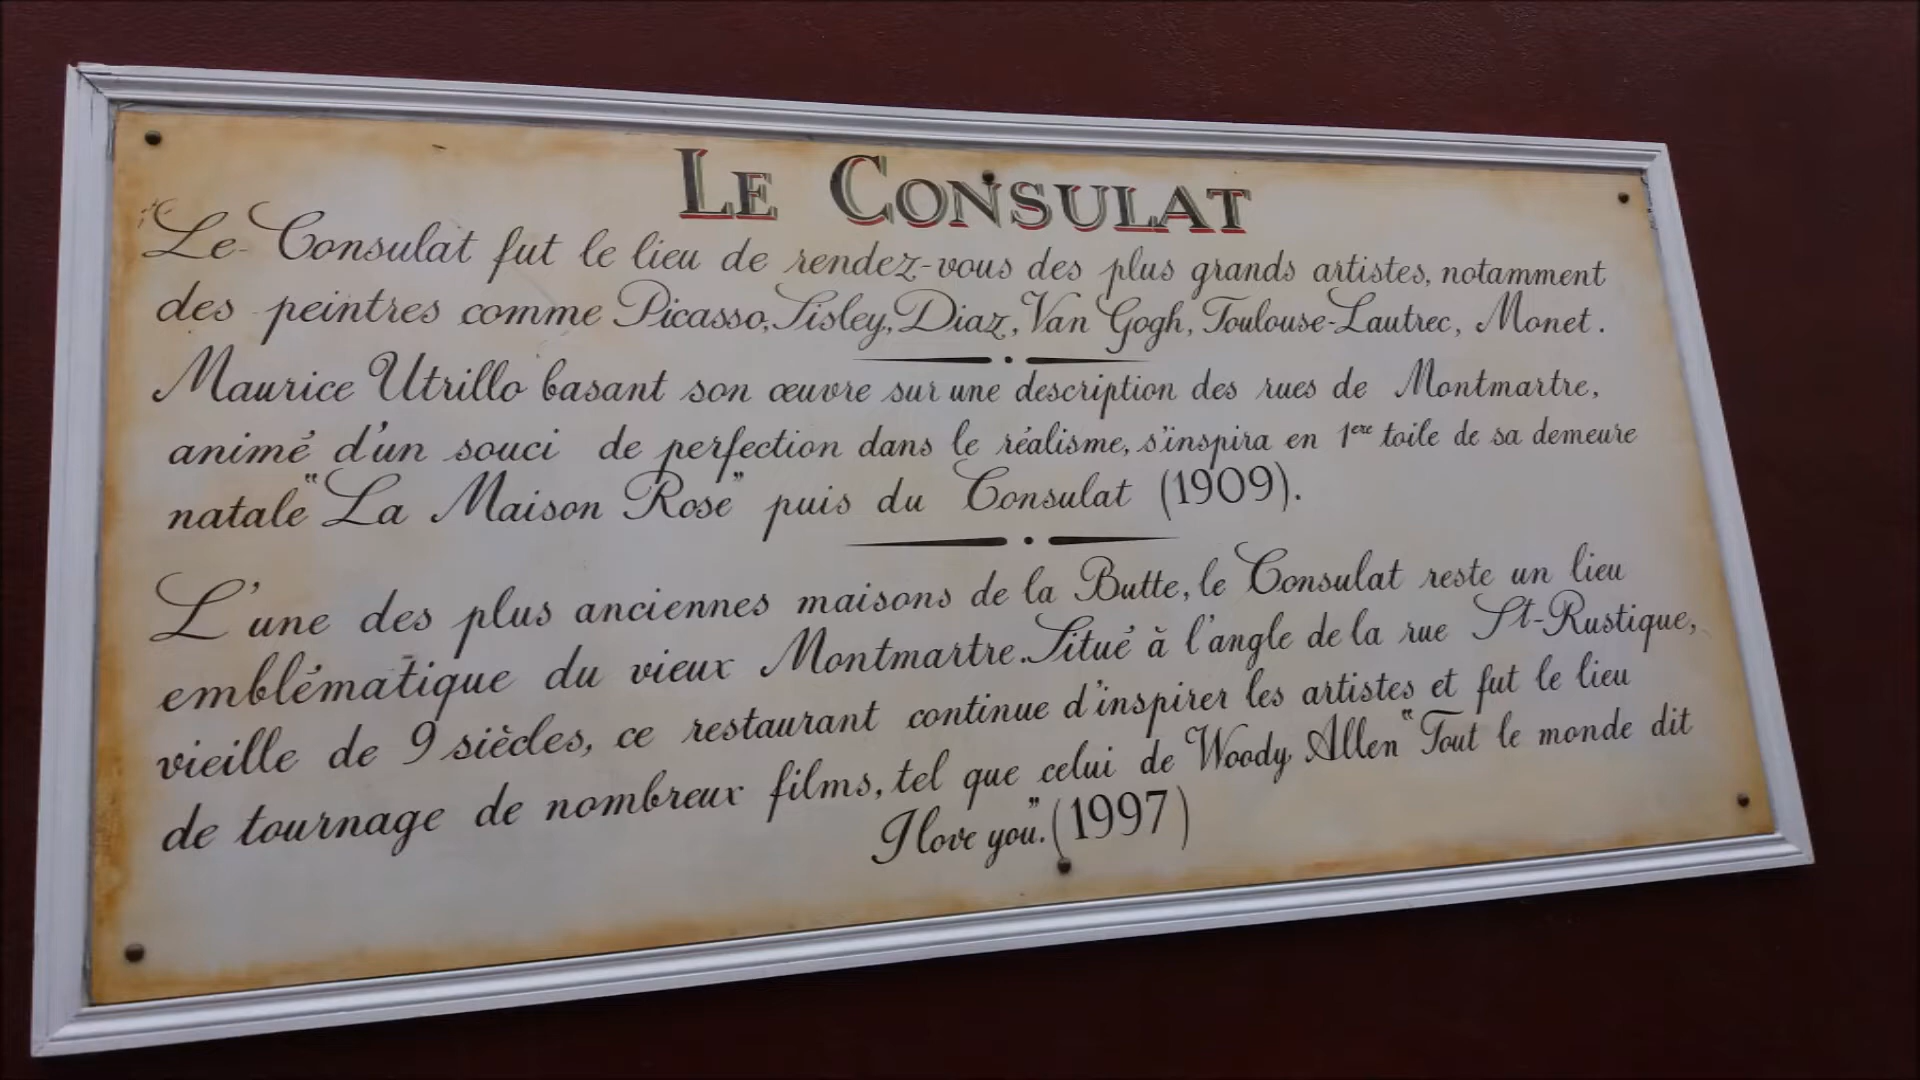 LE CONSULAT
Le Consulat fut le lieu de rendez-vous des plus grands artistes, notamment
des peintres comme Picasso, Sisley, Diaz, Van Gogh, Toulouse-Lautrec, Monet.
Maurice Utrillo basant son œuvre sur une description des rues de Montmartre,
animé d'un souci de perfection dans le réalisme, s'inspira en 1ere toile de sa demeure
natale "La Maison Rose" puis du Consulat (1909).
L'une des plus anciennes maisons de la Butte, le Consulat reste un lieu
emblématique du vieux Montmartre. Situé à l'angle de la rue St-Rustique,
vieille de 9 siècles, ce restaurant continue d'inspirer les artistes et fut le lieu
de tournage de nombreux films, tel que celui de Woody Allen "Tout le monde dit
I love you". (1997)